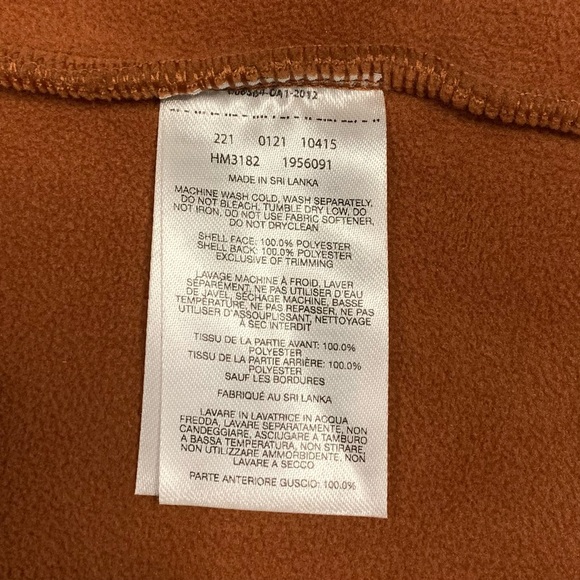 221 0121 10415
HM3182 1956091
MADE IN SRI LANKA
MACHINE WASH COLD, WASH SEPARATELY,
DO NOT BLEACH, TUMBLE DRY LOW, DO
NOT IRON, DO NOT USE FABRIC SOFTENER,
DO NOT DRYCLEAN
SHELL FACE: 100.0% POLYESTER
SHELL BACK: 100.0% POLYESTER
EXCLUSIVE OF TRIMMING
LAVAGE MACHINE À FROID, LAVER
SÉPARÉMENT, NE PAS UTILISER D'EAU
DE JAVEL, SÉCHAGE MACHINE, BASSE
TEMPÉRATURE, NE PAS REPASSER, NE PAS
UTILISER D'ASSOUPLISSANT, NETTOYAGE
À SEC INTERDIT
TISSU DE LA PARTIE AVANT: 100.0%
POLYESTER
TISSU DE LA PARTIE ARRIÈRE: 100.0%
POLYESTER
SAUF LES BORDURES
FABRIQUÉ AU SRI LANKA
LAVARE IN LAVATRICE IN ACQUA
FREDDA, LAVARE SEPARATAMENTE, NON
CANDEGGIARE, ASCIUGARE A TAMBURO
A BASSA TEMPERATURA, NON STIRARE,
NON UTILIZZARE AMMORBIDENTE, NON
LAVARE A SECCO
PARTE ANTERIORE GUSCIO: 100.0%